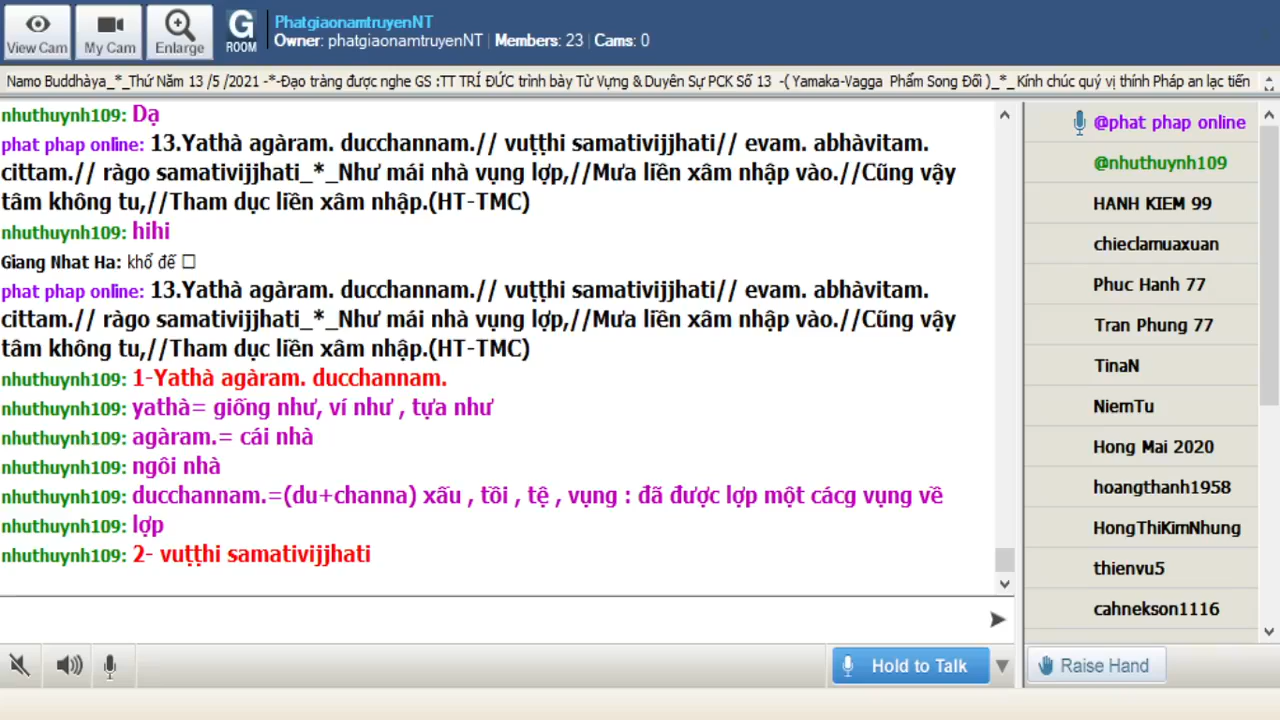 View Cam
My Cam
Enlarge
G
ROOM
PhatgiaonamtruyenNT
Owner: phatgiaonamtruyenNT | Members: 23 | Cams: 0
Namo Buddhàya_*_Thứ Năm 13 /5 /2021 -*-Đạo tràng được nghe GS :TT TRÍ ĐỨC trình bày Từ Vựng & Duyên Sự PCK Số 13 -( Yamaka-Vagga Phẩm Song Đối )_*_ Kính chúc quý vị thính Pháp an lạc tiến
nhuthuynh109: Dạ
phat phap online: 13.Yathà agàram. ducchannam.// vuṭṭhi samativijjhati// evam. abhàvitam.
cittam.// ràgo samativijjhati_*_Như mái nhà vụng lợp,//Mưa liền xâm nhập vào.//Cũng vậy
tâm không tu,//Tham dục liền xâm nhập.(HT-TMC)
nhuthuynh109: hihi
Giang Nhat Ha: khổ đế
phat phap online: 13.Yathà agàram. ducchannam.// vuṭṭhi samativijjhati// evam. abhàvitam.
cittam.// ràgo samativijjhati_*_Như mái nhà vụng lợp,//Mưa liền xâm nhập vào.//Cũng vậy
tâm không tu,//Tham dục liền xâm nhập.(HT-TMC)
nhuthuynh109: 1-Yathà agàram. ducchannam.
nhuthuynh109: yathà= giống như, ví như , tựa như
nhuthuynh109: agàram.= cái nhà
nhuthuynh109: ngôi nhà
nhuthuynh109: ducchannam.=(du+channa) xấu , tồi , tệ , vụng : đã được lợp một cácg vụng về
nhuthuynh109: lợp
nhuthuynh109: 2- vuṭṭhi samativijjhati
@phat phap online
@nhuthuynh109
HANH KIEM 99
chieclamuaxuan
Phuc Hanh 77
Tran Phung 77
TinaN
NiemTu
Hong Mai 2020
hoangthanh1958
HongThiKimNhung
thienvu5
cahnekson1116
Hold to Talk
Raise Hand